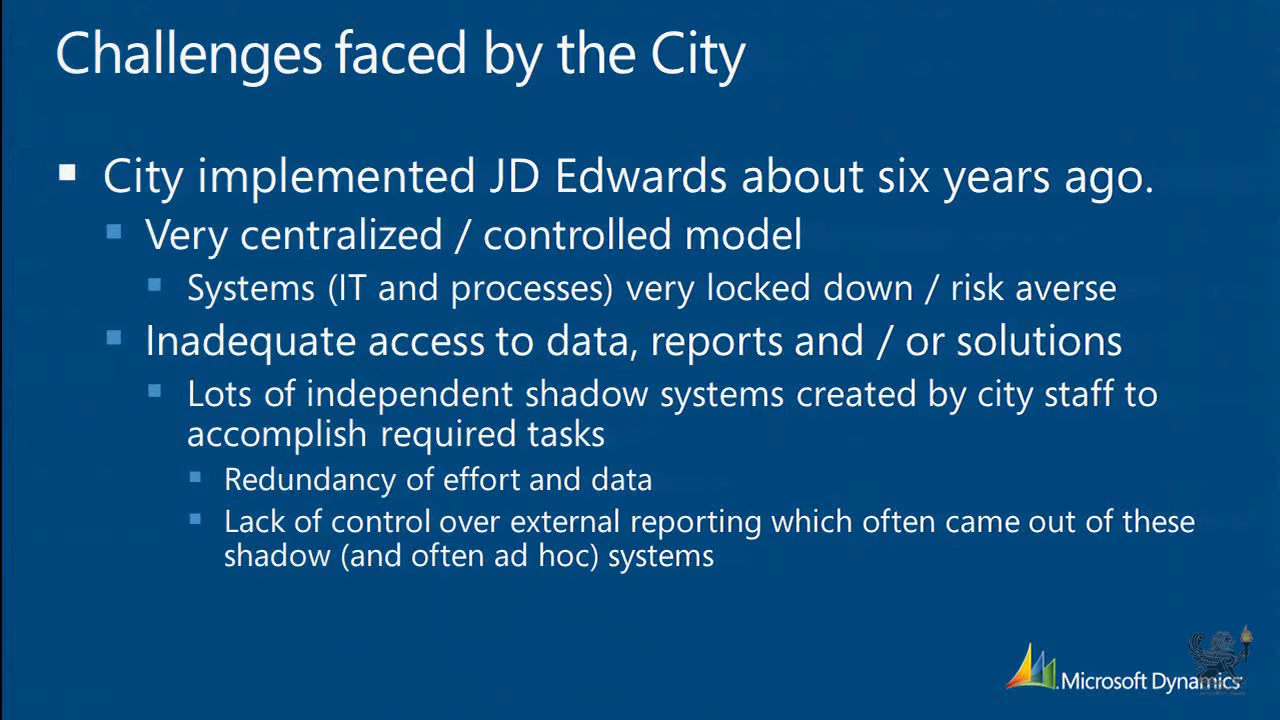 Challenges faced by the City
City implemented JD Edwards about six years ago.
Very centralized / controlled model
Systems (IT and processes) very locked down / risk averse
Inadequate access to data, reports and / or solutions
Lots of independent shadow systems created by city staff to
accomplish required tasks
Redundancy of effort and data
Lack of control over external reporting which often came out of these
shadow (and often ad hoc) systems
Microsoft Dynamics